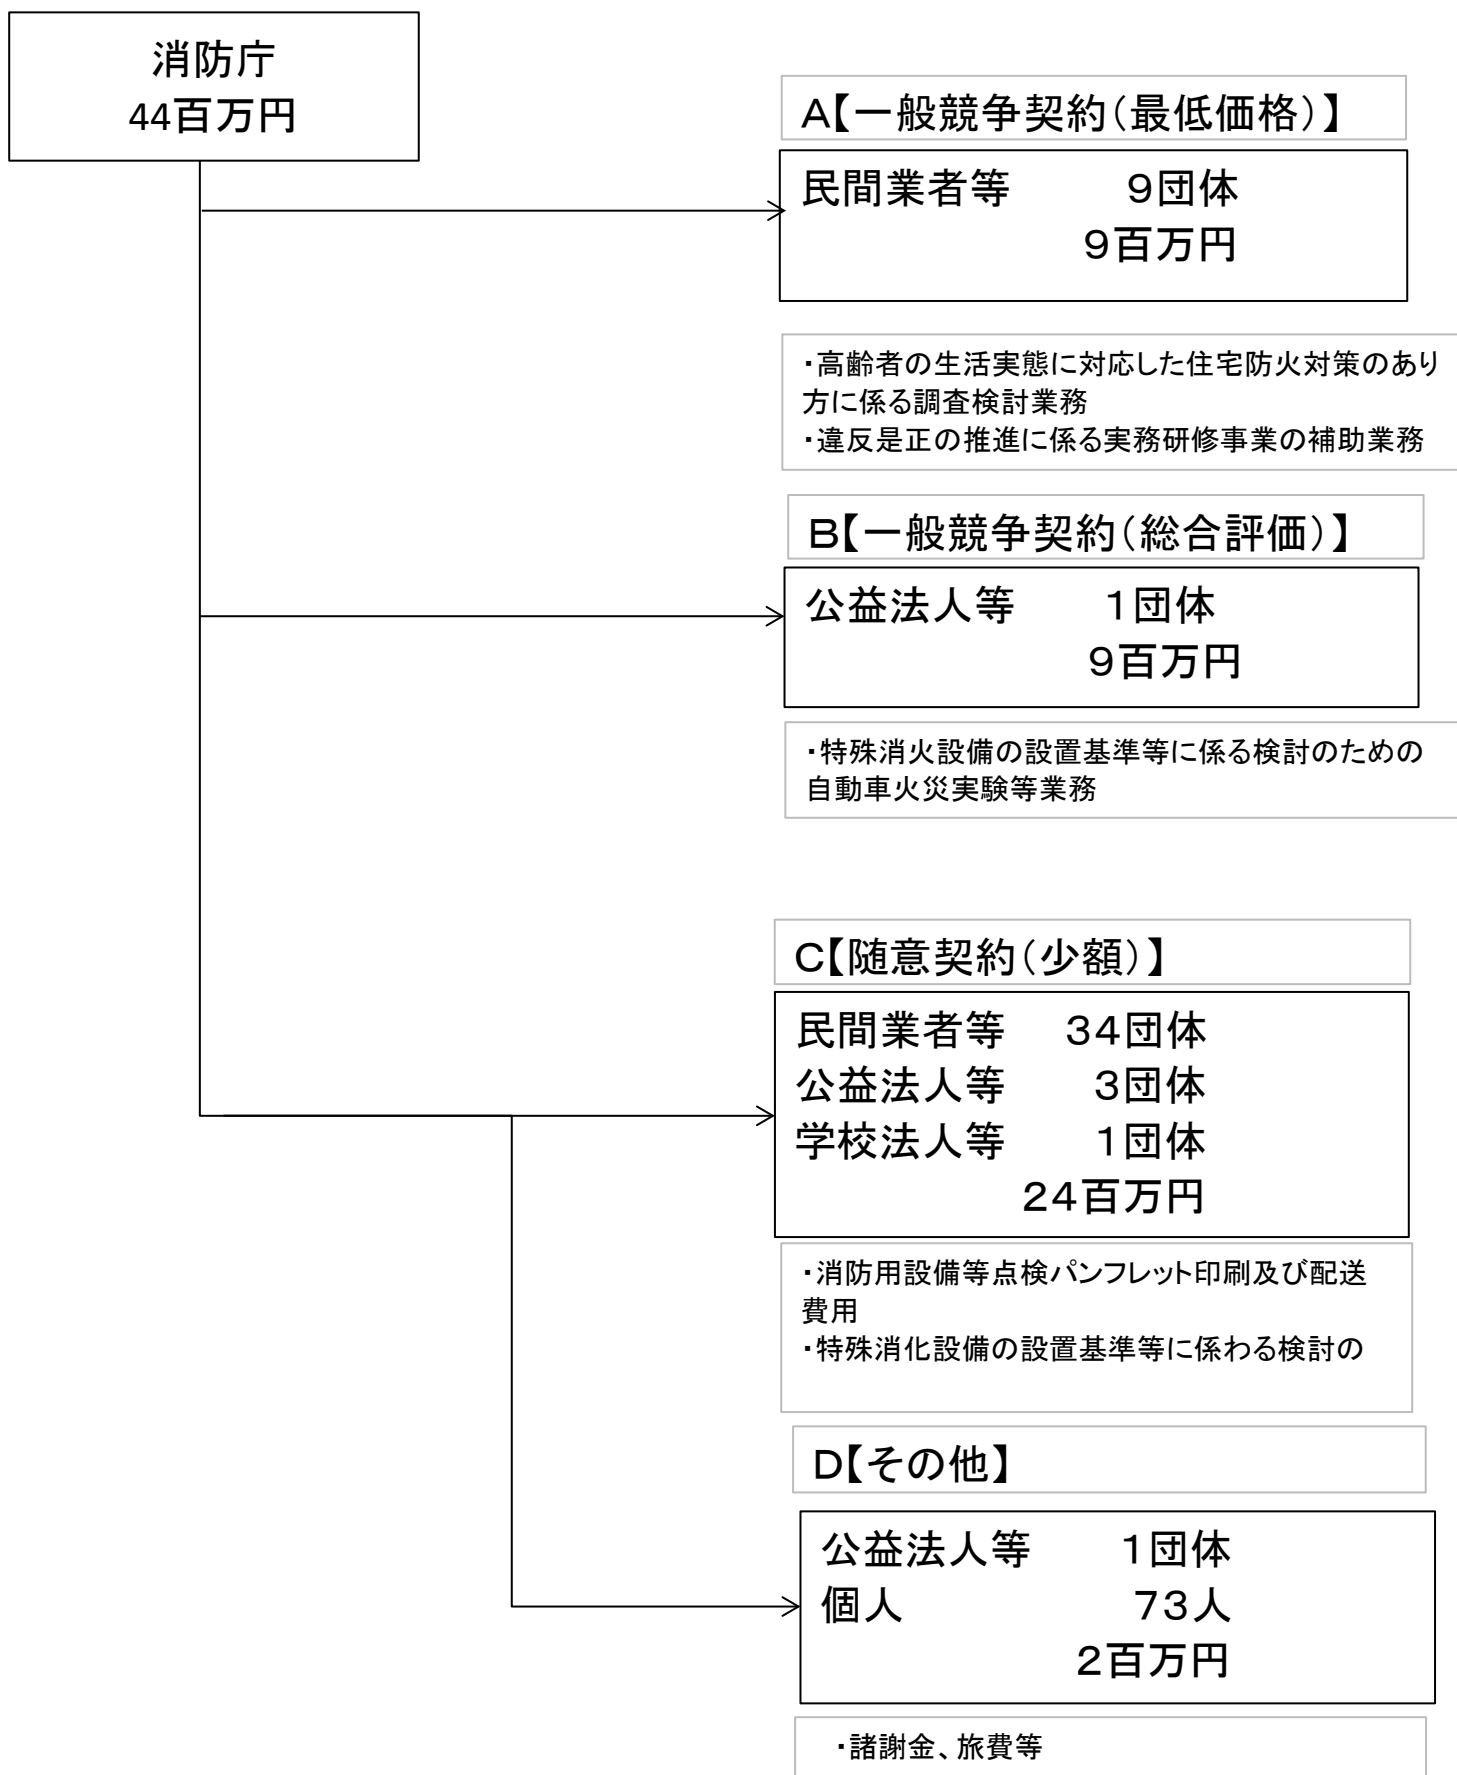 消防庁
44百万円
A【一般競争契約(最低価格)】
民間業者等 9団体
9百万円
・高齢者の生活実態に対応した住宅防火対策のあり
方に係る調査検討業務
・違反是正の推進に係る実務研修事業の補助業務
B【一般競争契約(総合評価)】
公益法人等 1団体
9百万円
・特殊消火設備の設置基準等に係る検討のための
自動車火災実験等業務
C【随意契約(少額)】
民間業者等 34団体
公益法人等 3団体
学校法人等 1団体
24百万円
・消防用設備等点検パンフレット印刷及び配送
費用
・特殊消化設備の設置基準等に係わる検討の
D【その他】
公益法人等 1団体
個人 73人
2百万円
・諸謝金、旅費等